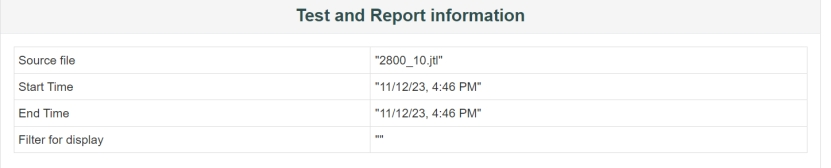 Test and Report information
Source file "2800_10.jtl"
Start Time "11/12/23, 4:46 PM"
End Time "11/12/23, 4:46 PM"
Filter for display ""